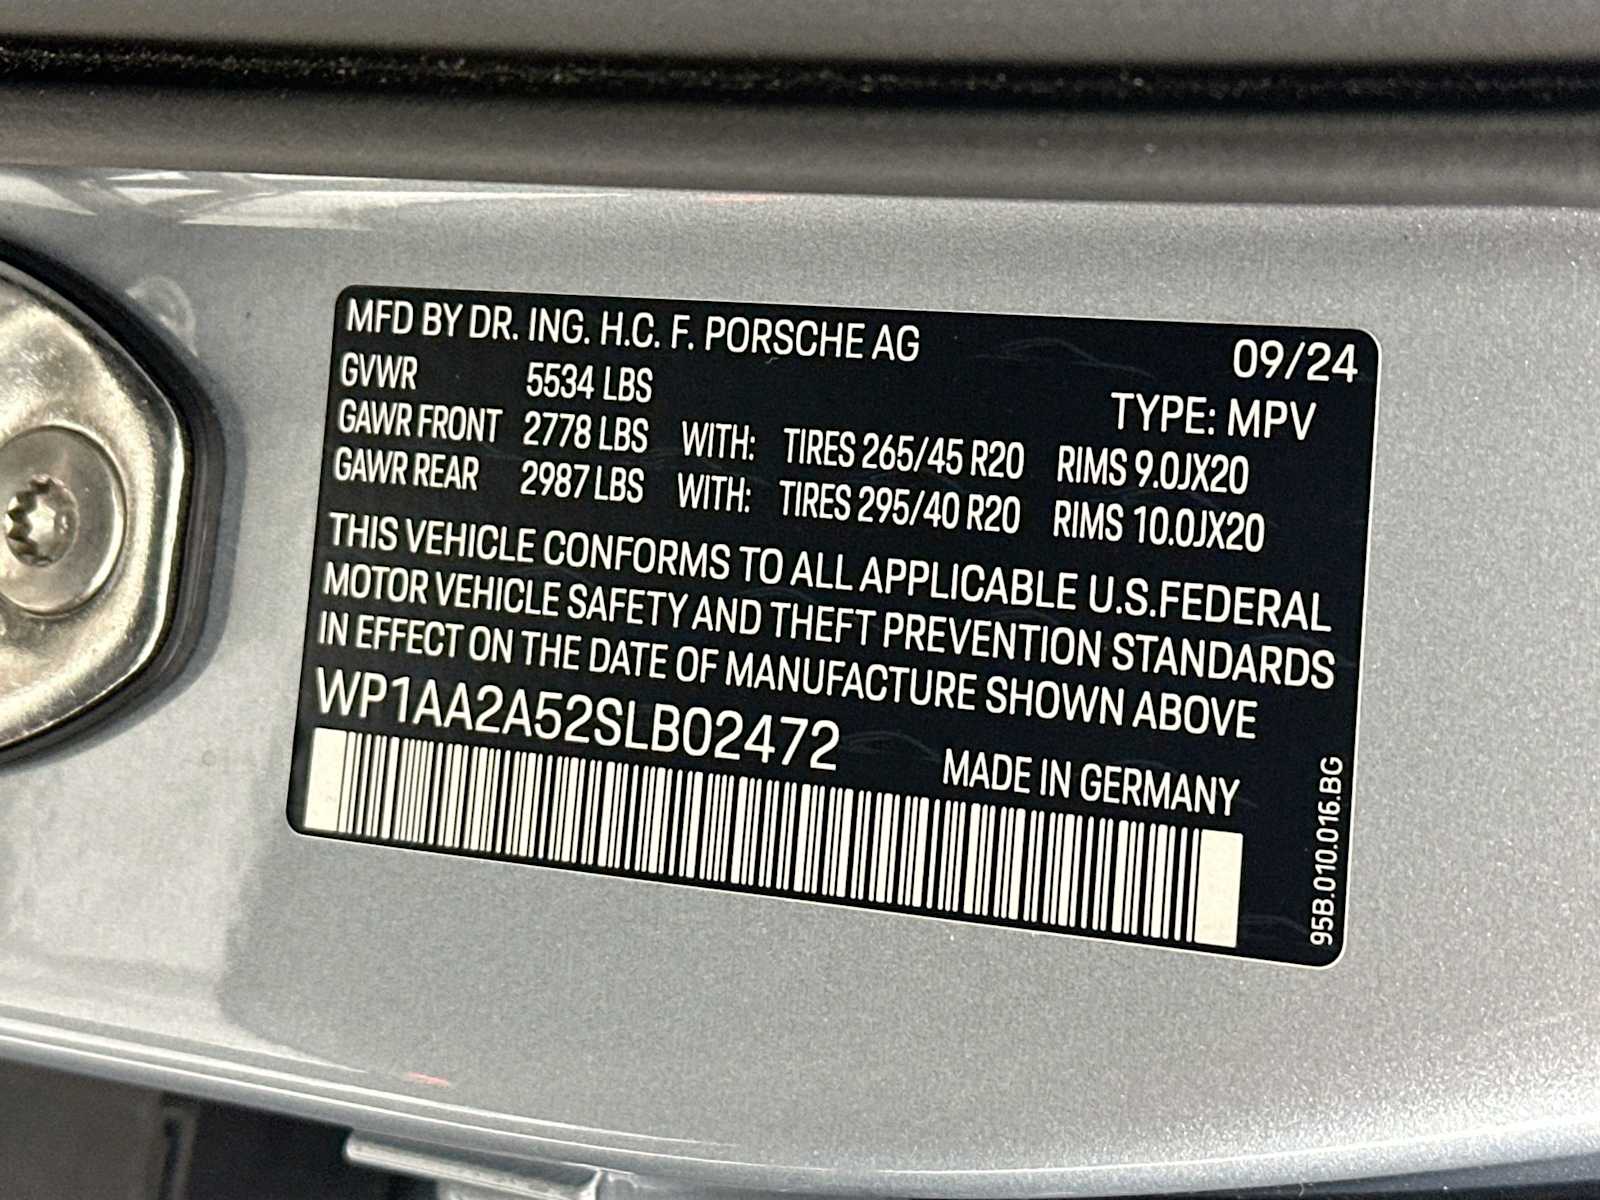 MFD BY DR. ING. H.C. F. PORSCHE AG 09/24
GVWR 5534 LBS TYPE: MPV
GAWR FRONT 2778 LBS WITH: TIRES 265/45 R20 RIMS 9.0JX20
GAWR REAR 2987 LBS WITH: TIRES 295/40 R20 RIMS 10.0JX20
THIS VEHICLE CONFORMS TO ALL APPLICABLE U.S.FEDERAL
MOTOR VEHICLE SAFETY AND THEFT PREVENTION STANDARDS
IN EFFECT ON THE DATE OF MANUFACTURE SHOWN ABOVE
WP1AA2A52SLB02472
MADE IN GERMANY
95B.010.016.BG